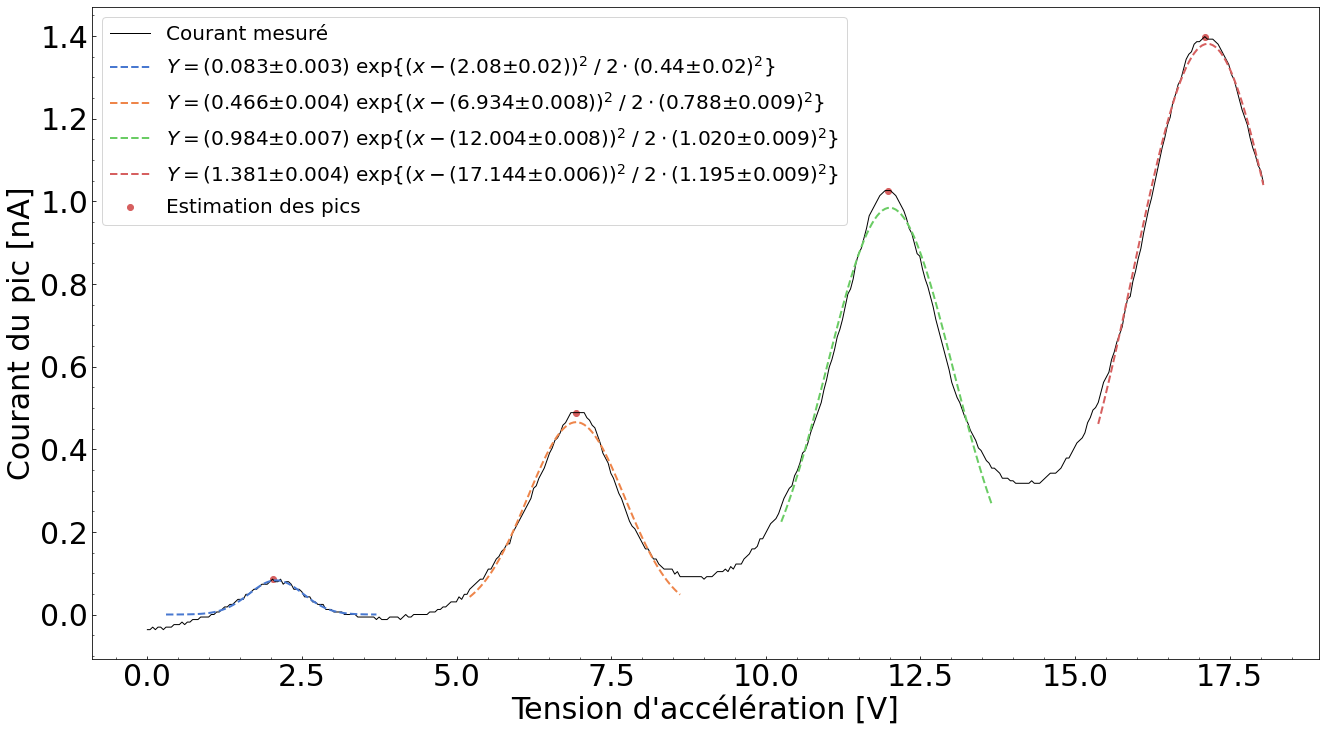 Courant mesuré
Y = (0.083±0.003) exp{(x − (2.08±0.02))² / 2 · (0.44±0.02)²}
Y = (0.466±0.004) exp{(x − (6.934±0.008))² / 2 · (0.788±0.009)²}
Y = (0.984±0.007) exp{(x − (12.004±0.008))² / 2 · (1.020±0.009)²}
Y = (1.381±0.004) exp{(x − (17.144±0.006))² / 2 · (1.195±0.009)²}
Estimation des pics
Courant du pic [nA]
1.4
1.2
1.0
0.8
0.6
0.4
0.2
0.0
0.0 2.5 5.0 7.5 10.0 12.5 15.0 17.5
Tension d'accélération [V]